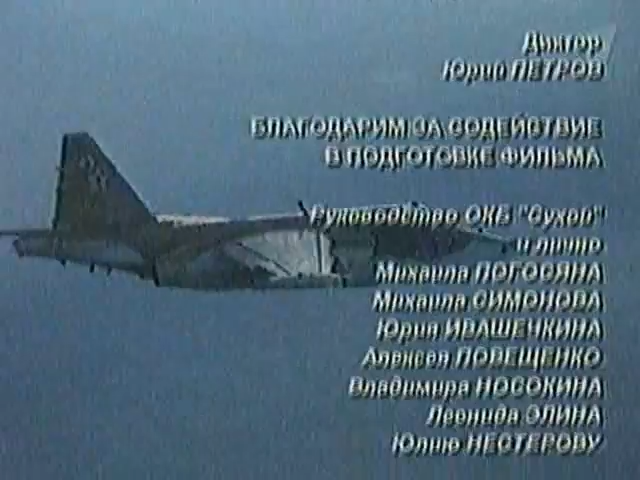 Диктор
Юрий ПЕТРОВ
БЛАГОДАРИМ ЗА СОДЕЙСТВИЕ
В ПОДГОТОВКЕ ФИЛЬМА
Руководство ОКБ "Сухой"
и лично
Михаила ПОГОСЯНА
Михаила СИМОНОВА
Юрия ИВАШЕЧКИНА
Алексея ПОВЕЩЕНКО
Владимира НОСОКИНА
Леонида ЭЛИНА
Юлию НЕСТЕРОВУ